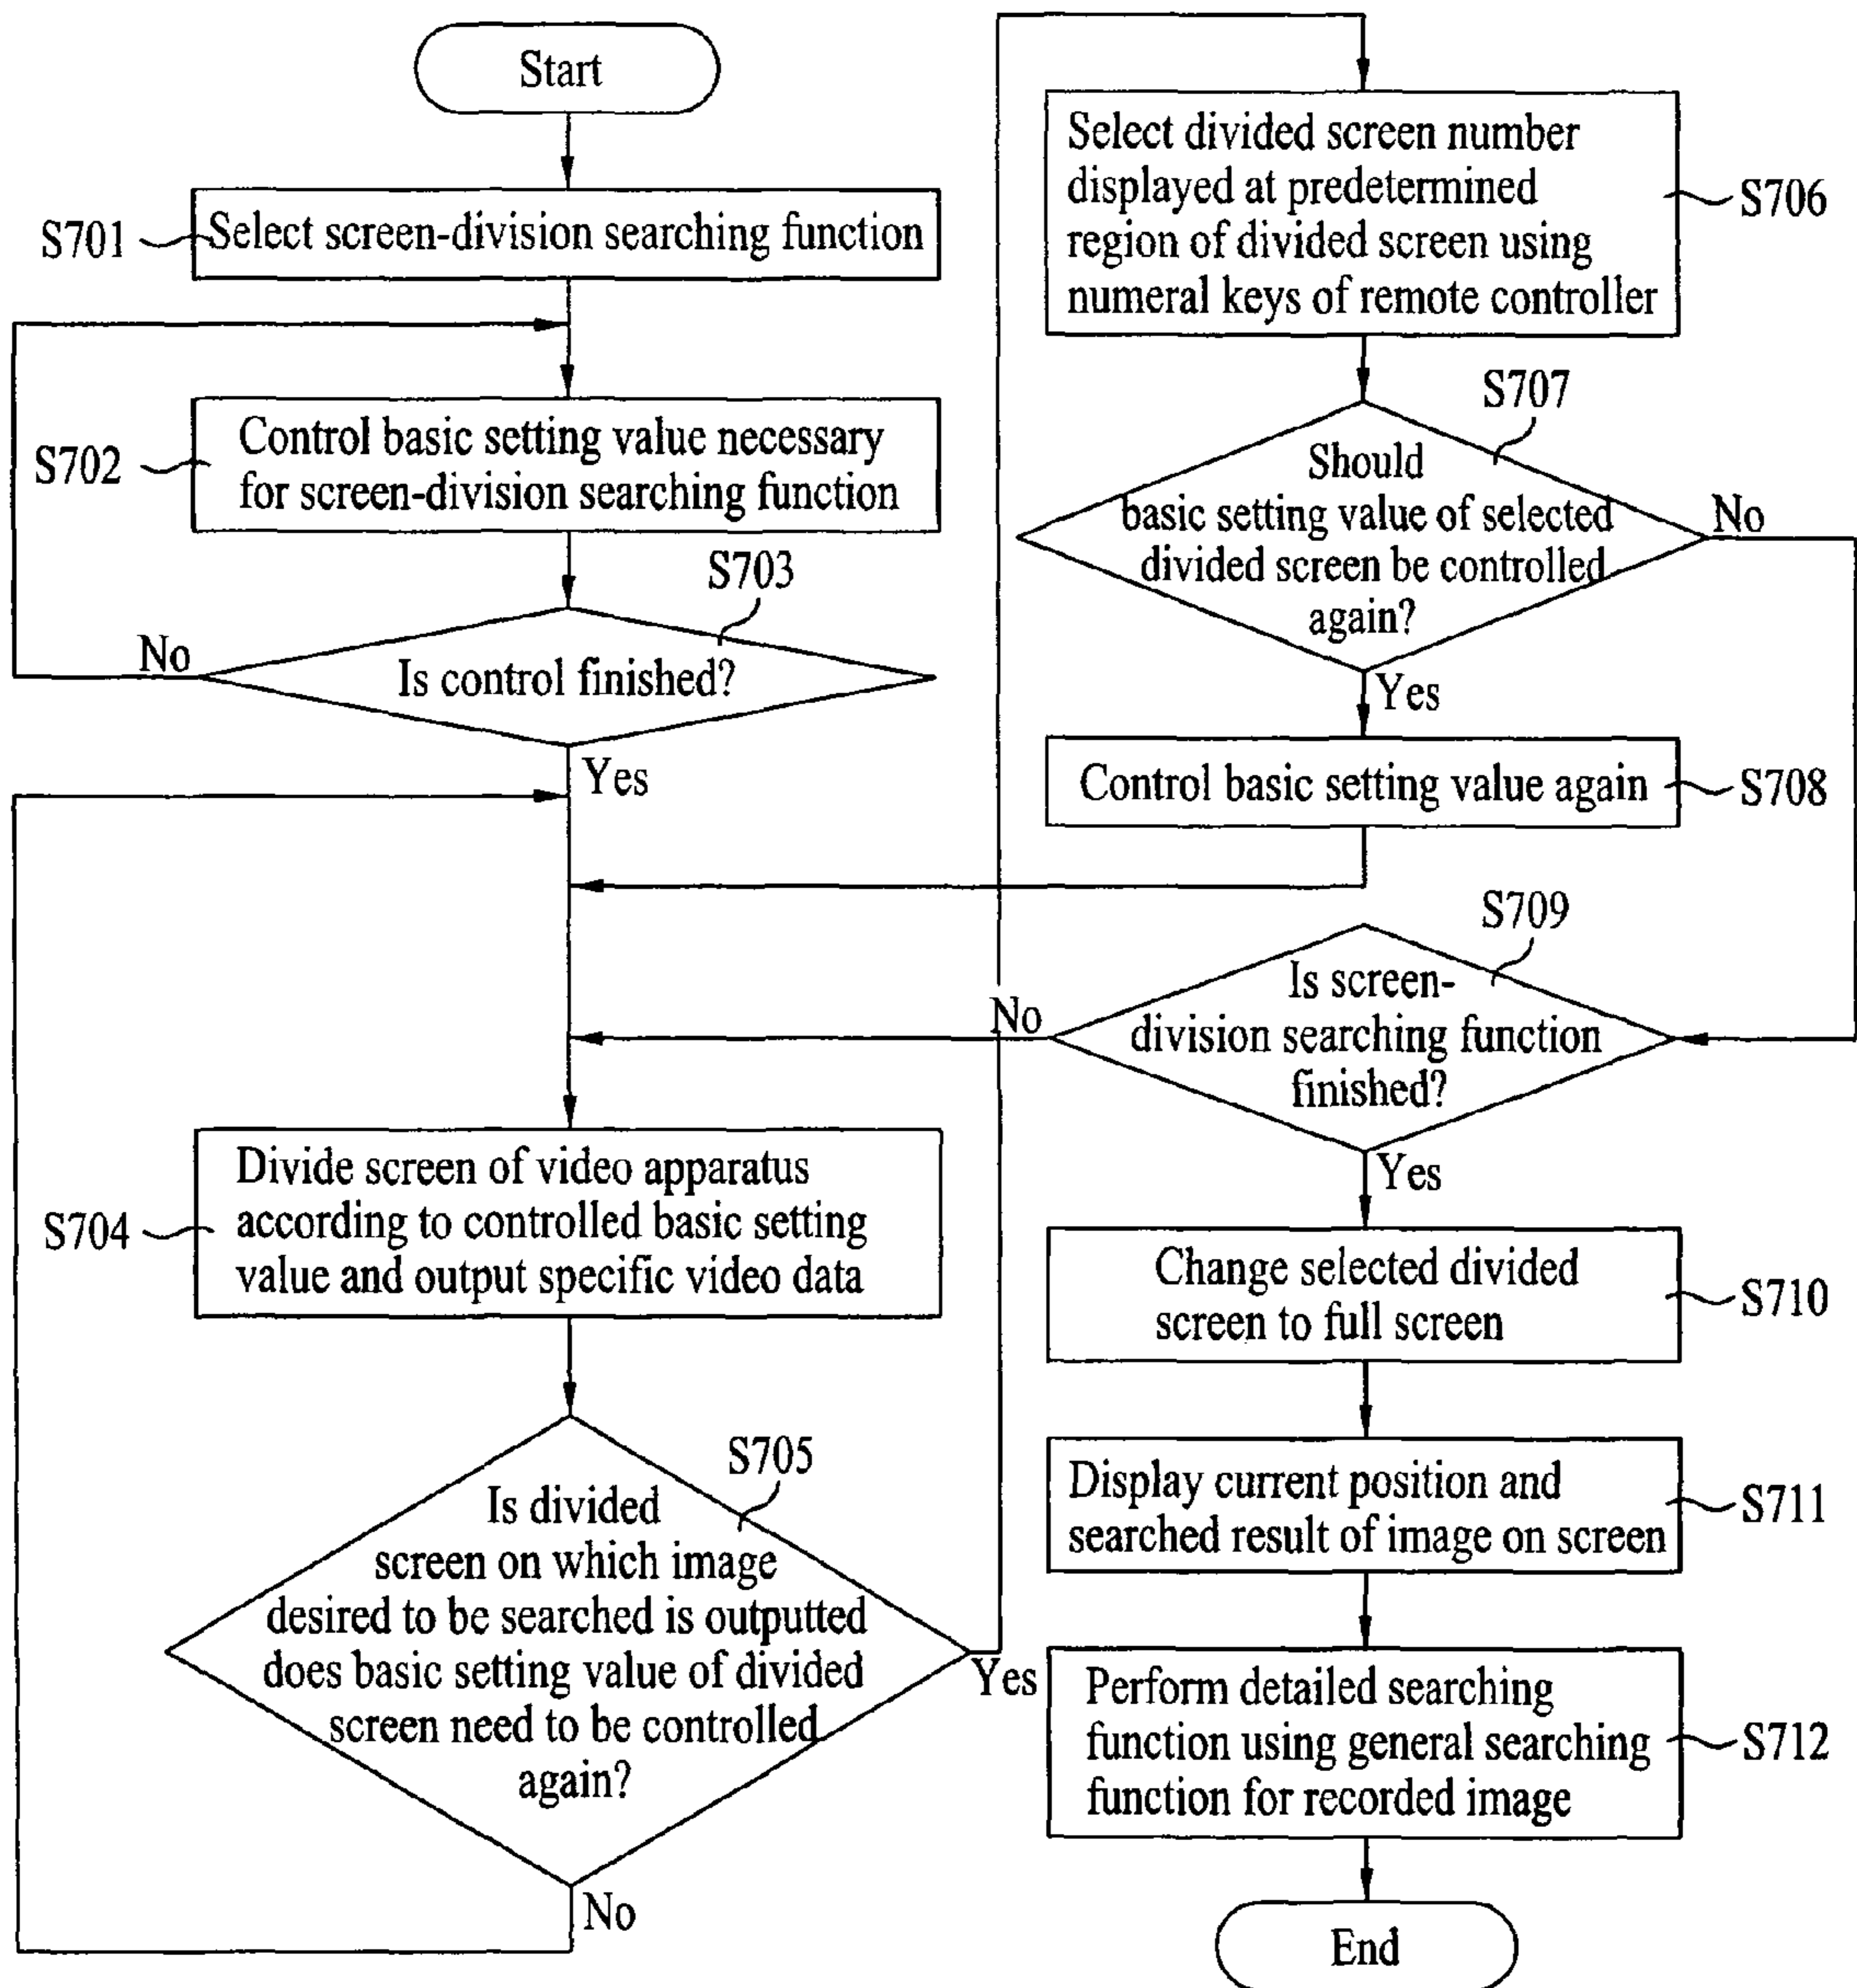 Start
S701
Select screen-division searching function
S702
Control basic setting value necessary
for screen-division searching function
S703
No
Is control finished?
Yes
S704
Divide screen of video apparatus
according to controlled basic setting
value and output specific video data
S705
Is divided
screen on which image
desired to be searched is outputted
does basic setting value of divided
screen need to be controlled
again?
Yes
No
Select divided screen number
displayed at predetermined
region of divided screen using
numeral keys of remote controller
S706
S707
Should
basic setting value of selected
divided screen be controlled
again?
No
Yes
Control basic setting value again
S708
S709
Is screen-
division searching function
finished?
No
Yes
Change selected divided
screen to full screen
S710
Display current position and
searched result of image on screen
S711
Perform detailed searching
function using general searching
function for recorded image
S712
End